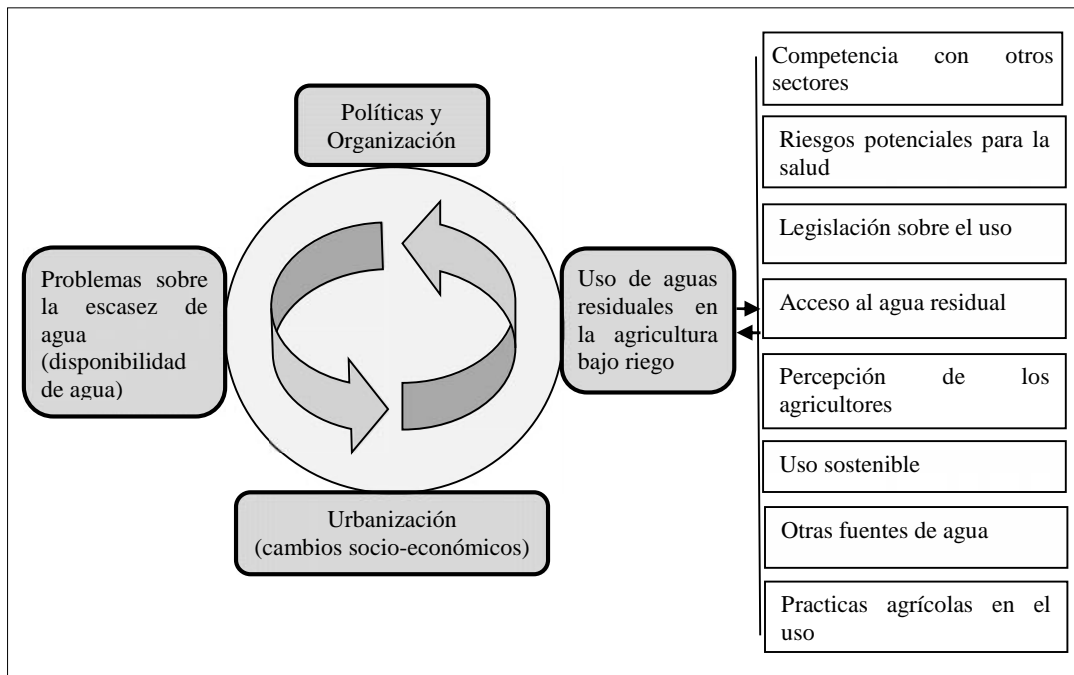 Políticas y
Organización
Problemas sobre
la escasez de
agua
(disponibilidad
de agua)
Uso de aguas
residuales en
la agricultura
bajo riego
Urbanización
(cambios socio-económicos)
Competencia con otros
sectores
Riesgos potenciales para la
salud
Legislación sobre el uso
Acceso al agua residual
Percepción de los
agricultores
Uso sostenible
Otras fuentes de agua
Practicas agrícolas en el
uso